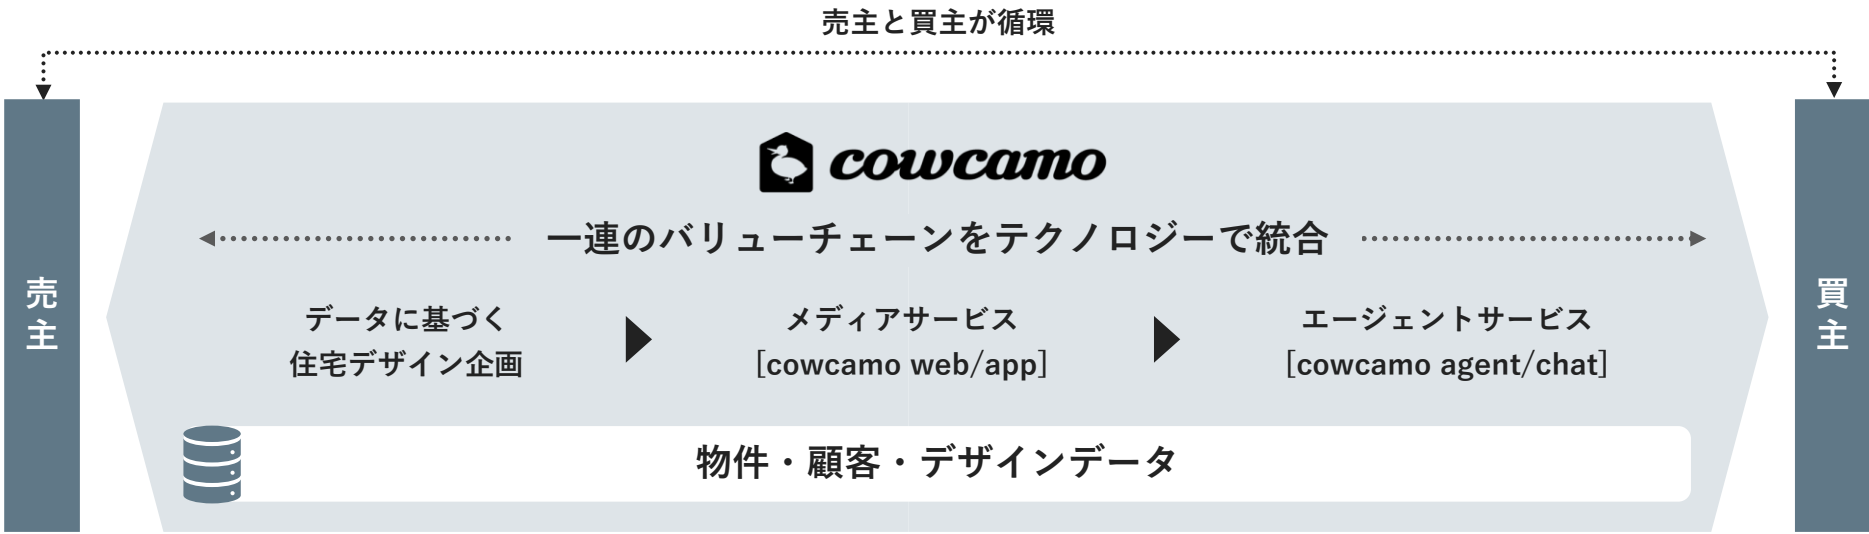 売主と買主が循環
売主
cowcamo
一連のバリューチェーンをテクノロジーで統合
データに基づく
住宅デザイン企画
メディアサービス
[cowcamo web/app]
エージェントサービス
[cowcamo agent/chat]
物件・顧客・デザインデータ
買主